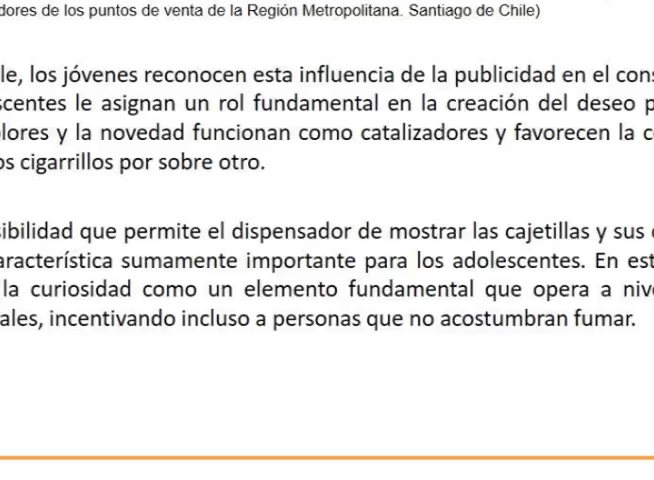 dores de los puntos de venta de la Región Metropolitana. Santiago de Chile)
le, los jóvenes reconocen esta influencia de la publicidad en el cons
scentes le asignan un rol fundamental en la creación del deseo p
lores y la novedad funcionan como catalizadores y favorecen la c
os cigarrillos por sobre otro.
sibilidad que permite el dispensador de mostrar las cajetillas y sus
aracterística sumamente importante para los adolescentes. En est
la curiosidad como un elemento fundamental que opera a nive
ales, incentivando incluso a personas que no acostumbran fumar.